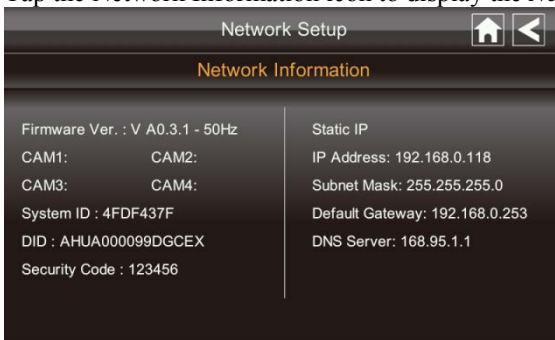 Network Setup
Network Information
Firmware Ver. : V A0.3.1 - 50Hz
CAM1: CAM2:
CAM3: CAM4:
System ID : 4FDF437F
DID : AHUA000099DGCEX
Security Code : 123456
Static IP
IP Address: 192.168.0.118
Subnet Mask: 255.255.255.0
Default Gateway: 192.168.0.253
DNS Server: 168.95.1.1